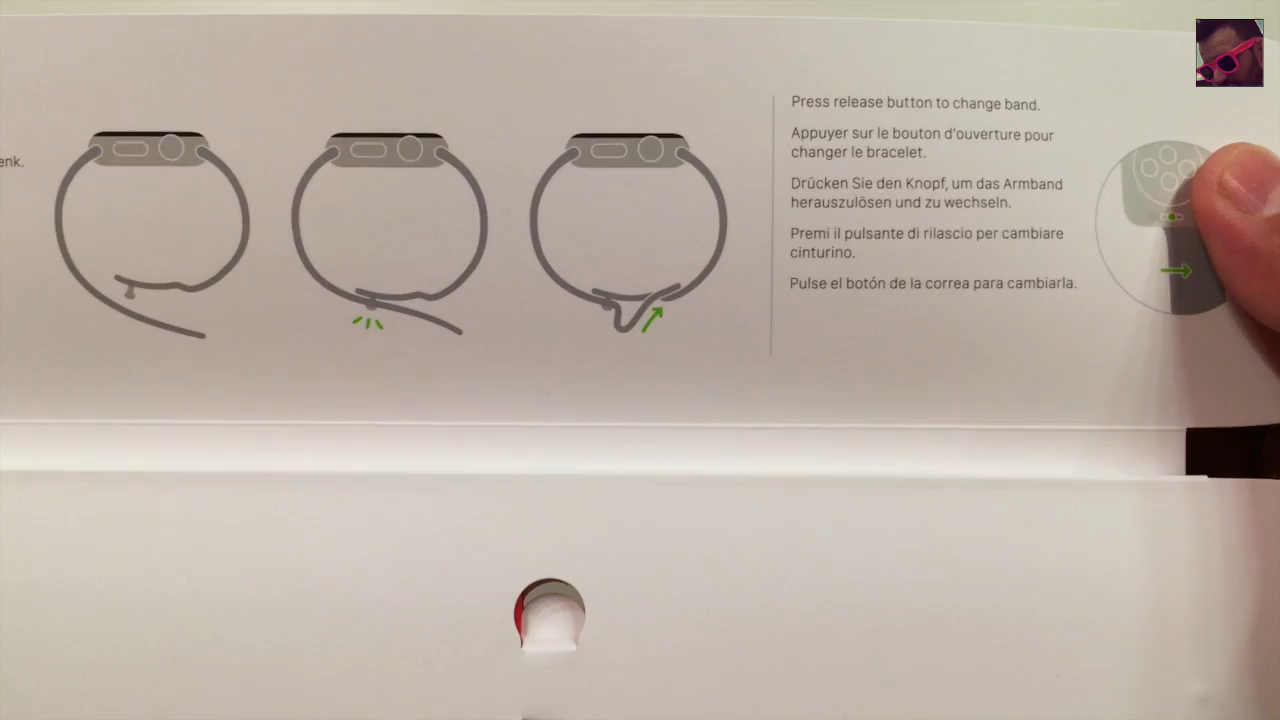 enk.
Press release button to change band.
Appuyer sur le bouton d'ouverture pour
changer le bracelet.
Drücken Sie den Knopf, um das Armband
herauszulösen und zu wechseln.
Premi il pulsante di rilascio per cambiare
cinturino.
Pulse el botón de la correa para cambiarla.